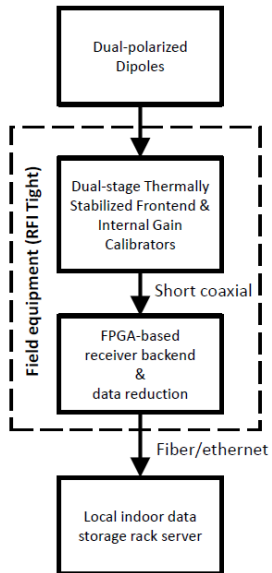 Dual-polarized
Dipoles
Field equipment (RFI Tight)
Dual-stage Thermally
Stabilized Frontend &
Internal Gain
Calibrators
Short coaxial
FPGA-based
receiver backend
&
data reduction
Fiber/ethernet
Local indoor data
storage rack server